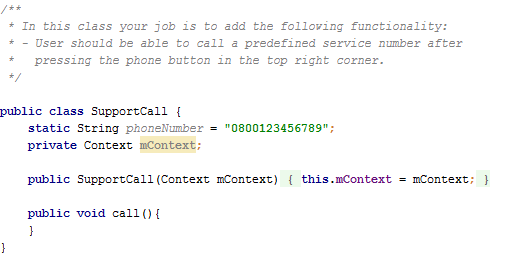 /**
* In this class your job is to add the following functionality:
* - User should be able to call a predefined service number after
*   pressing the phone button in the top right corner.
*/
public class SupportCall {
static String phoneNumber = "0800123456789";
private Context mContext;
public SupportCall(Context mContext) { this.mContext = mContext; }
public void call(){
}
}